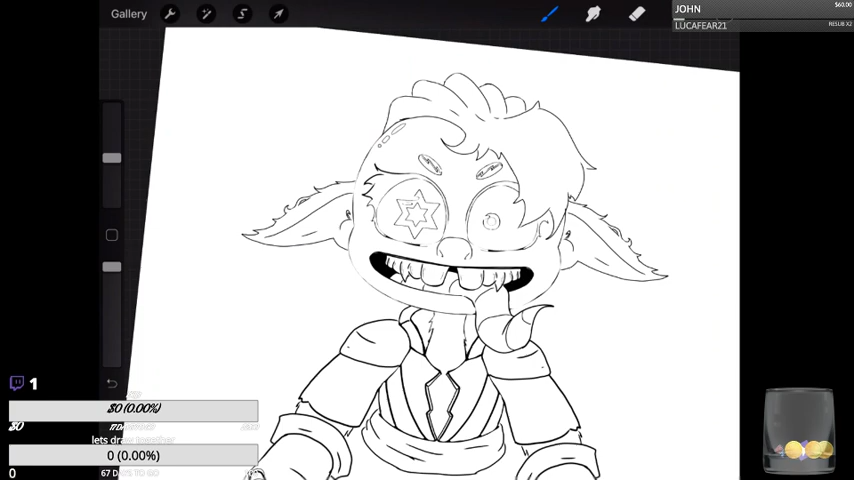 Gallery
JOHN
$60.00
LUCAFEAR21
RESUB X2
1
$0 (0.00%)
$0
lets draw together
0 (0.00%)
0
67 DAYS TO GO